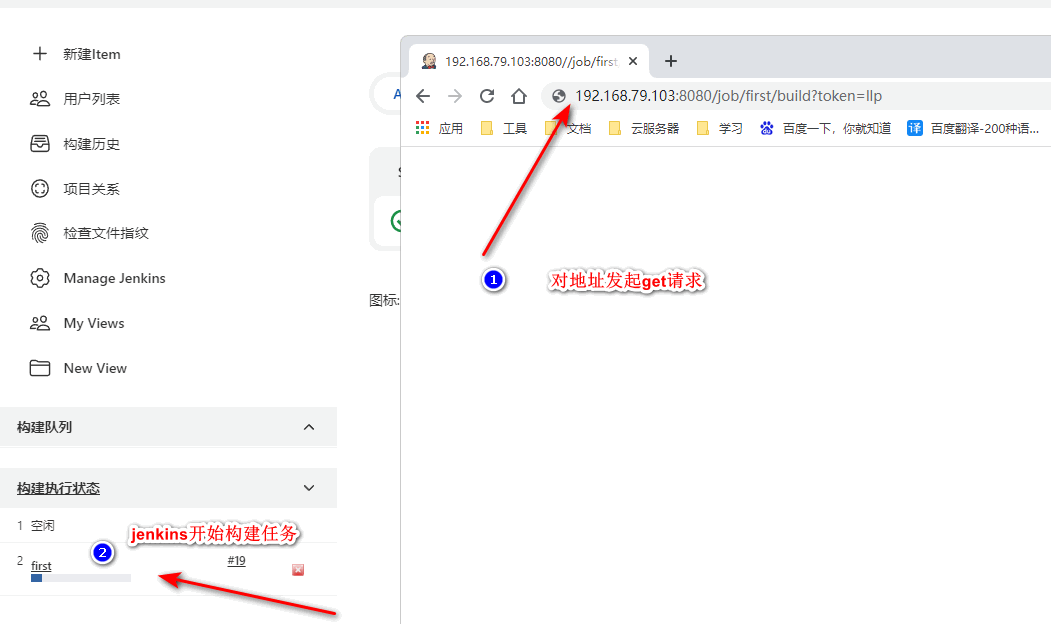 新建Item
用户列表
构建历史
项目关系
检查文件指纹
Manage Jenkins
My Views
New View
构建队列
构建执行状态
1 空闲
2 first #19
jenkins开始构建任务
2
A
S
图标:
192.168.79.103:8080//job/first
192.168.79.103:8080/job/first/build?token=llp
应用 工具 文档 云服务器 学习 百度一下，你就知道 译 百度翻译-200种语...
1 对地址发起get请求